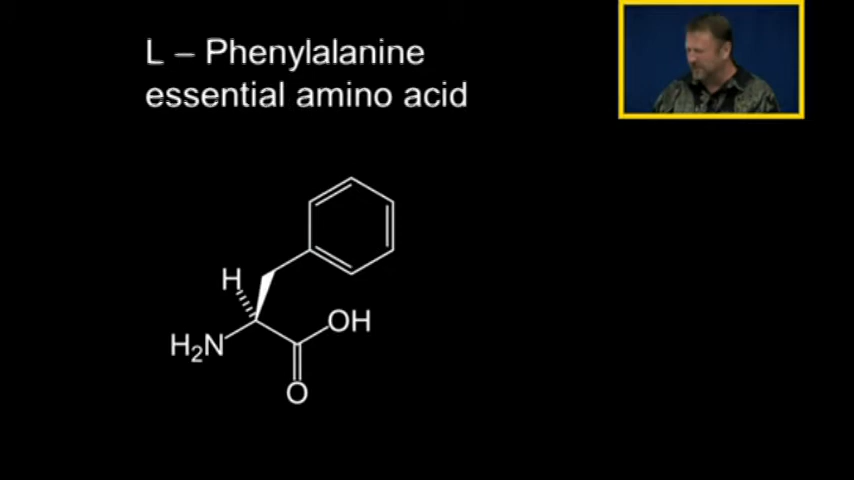 L – Phenylalanine
essential amino acid
H
OH
H₂N
O